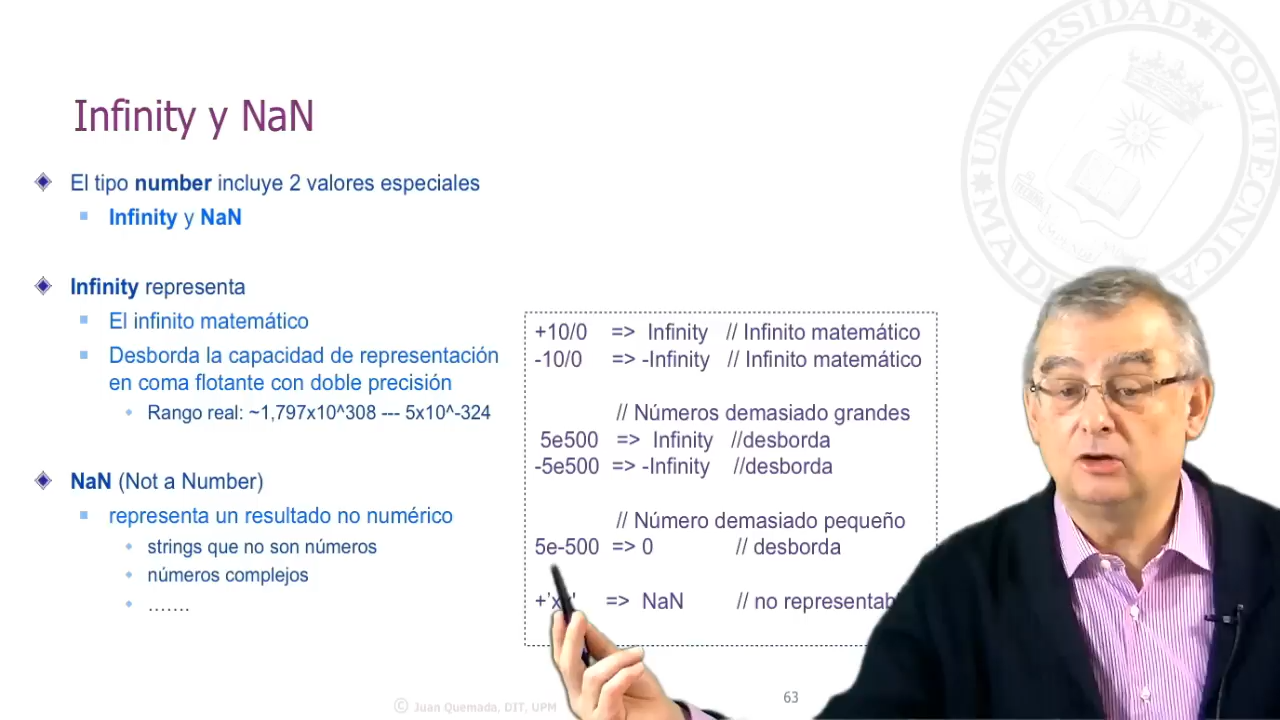 UNIVERSIDAD POLITÉCNICA
MADRID
Infinity y NaN
El tipo number incluye 2 valores especiales
Infinity y NaN
Infinity representa
El infinito matemático
Desborda la capacidad de representación
en coma flotante con doble precisión
Rango real: ~1,797x10^308 --- 5x10^-324
NaN (Not a Number)
representa un resultado no numérico
strings que no son números
números complejos
…….
+10/0 => Infinity // Infinito matemático
-10/0 => -Infinity // Infinito matemático
// Números demasiado grandes
5e500 => Infinity //desborda
-5e500 => -Infinity //desborda
// Número demasiado pequeño
5e-500 => 0 // desborda
=> NaN // no
© Juan Quemada, DIT, UPM
63